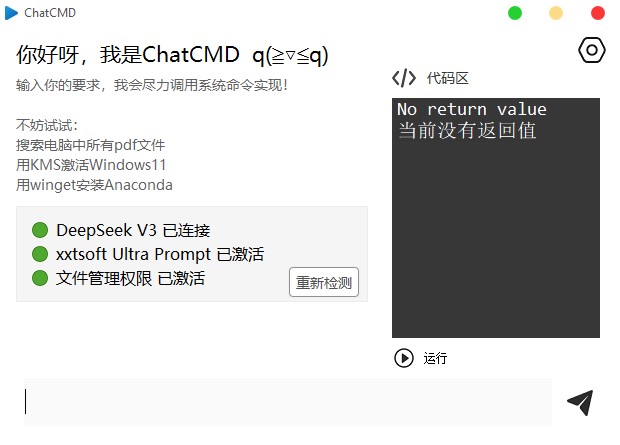 ChatCMD
你好呀，我是ChatCMD q(≧▽≦q)
输入你的要求，我会尽力调用系统命令实现！
不妨试试：
搜索电脑中所有pdf文件
用KMS激活Windows11
用winget安装Anaconda
DeepSeek V3 已连接
xxtsoft Ultra Prompt 已激活
文件管理权限 已激活
重新检测
代码区
No return value
当前没有返回值
运行